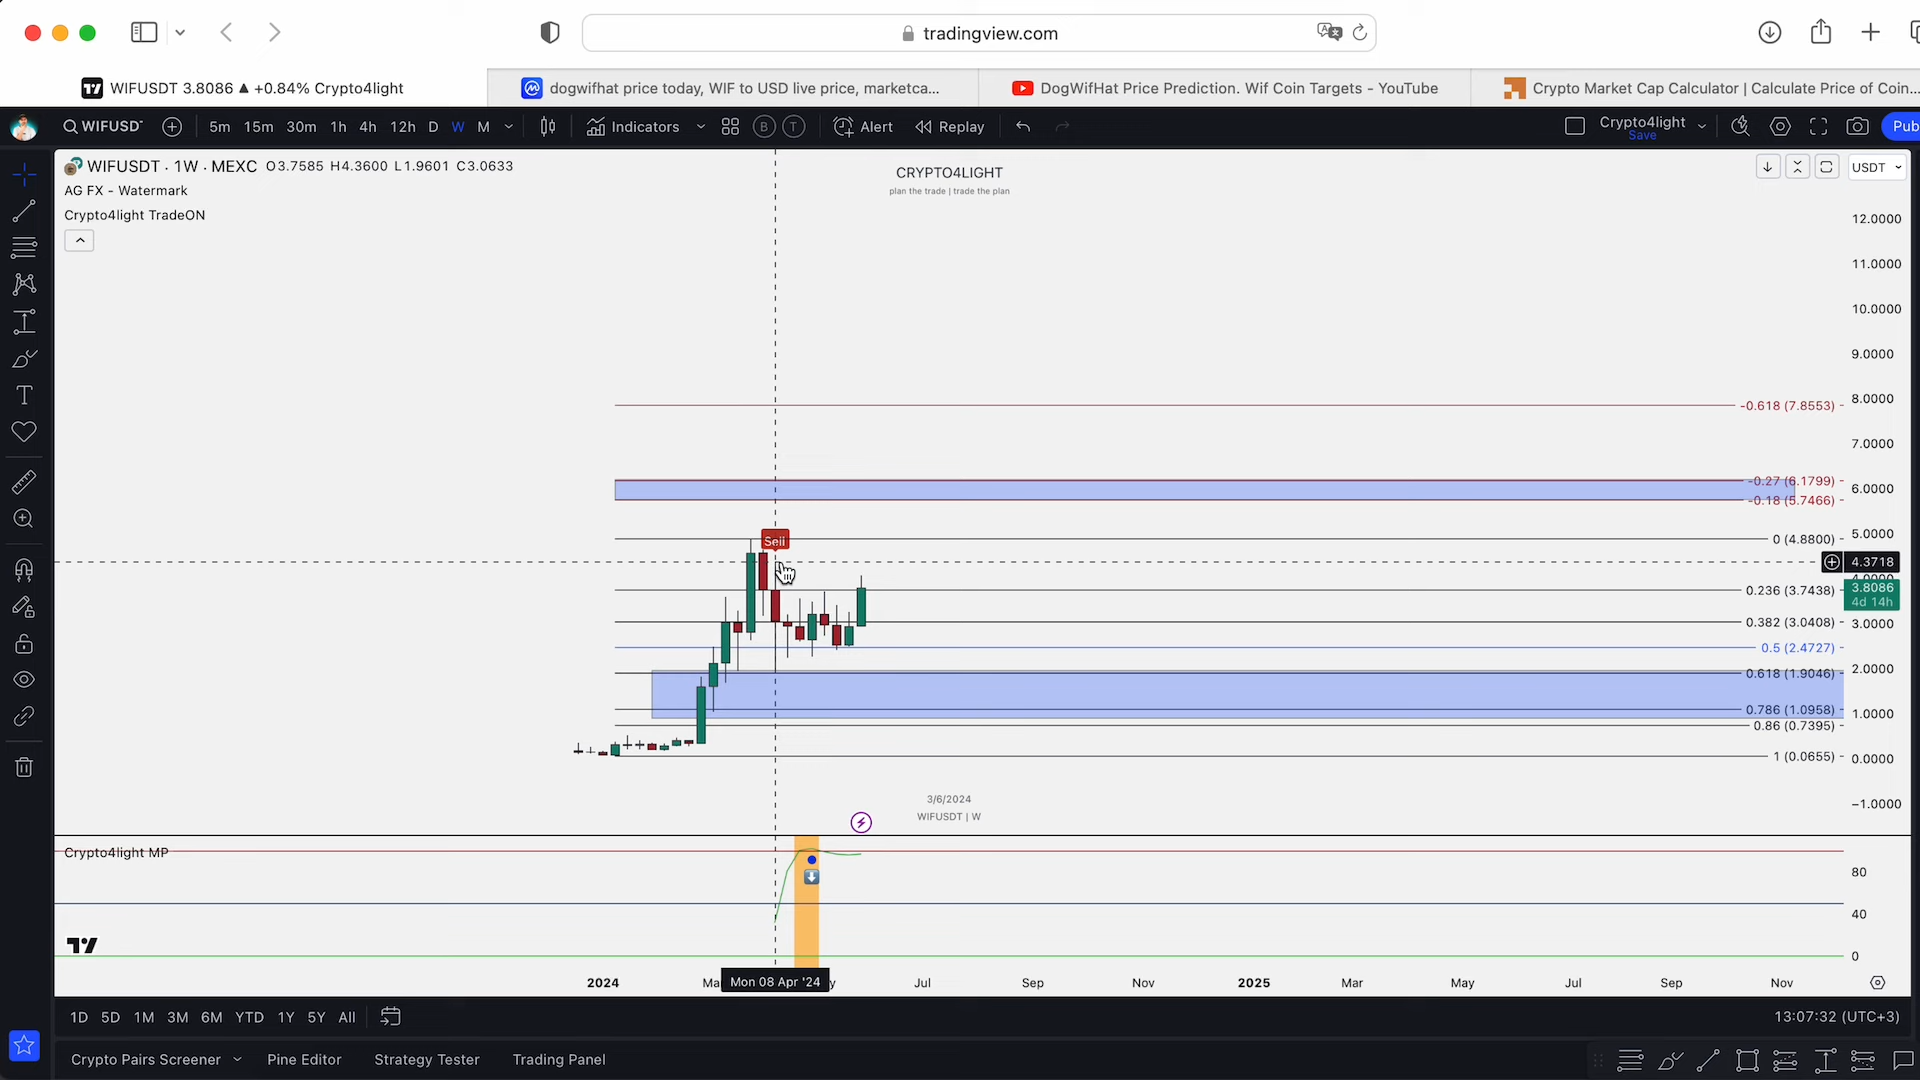 tradingview.com
WIFUSDT 3.8086 ▲ +0.84% Crypto4light
dogwifhat price today, WIF to USD live price, marketca...
DogWifHat Price Prediction. Wif Coin Targets - YouTube
Crypto Market Cap Calculator | Calculate Price of Coin...
WIFUSD
5m 15m 30m 1h 4h 12h D W M
Indicators
B T
Alert
Replay
Crypto4light
Save
Pub
WIFUSDT · 1W · MEXC O3.7585 H4.3600 L1.9601 C3.0633
AG FX - Watermark
Crypto4light TradeON
CRYPTO4LIGHT
plan the trade | trade the plan
USDT
12.0000
11.0000
10.0000
9.0000
8.0000
-0.618 (7.8553)
7.0000
-0.27 (6.1799)
6.0000
-0.18 (5.7466)
5.0000
0 (4.8800)
Sell
4.3718
4.0000
3.8086
4d 14h
0.236 (3.7438)
0.382 (3.0408)
3.0000
0.5 (2.4727)
2.0000
0.618 (1.9046)
0.786 (1.0958)
1.0000
0.86 (0.7395)
1 (0.0655)
0.0000
−1.0000
3/6/2024
WIFUSDT | W
Crypto4light MP
80
40
0
2024 Ma Mon 08 Apr '24 y Jul Sep Nov 2025 Mar May Jul Sep Nov
1D 5D 1M 3M 6M YTD 1Y 5Y All
13:07:32 (UTC+3)
Crypto Pairs Screener Pine Editor Strategy Tester Trading Panel